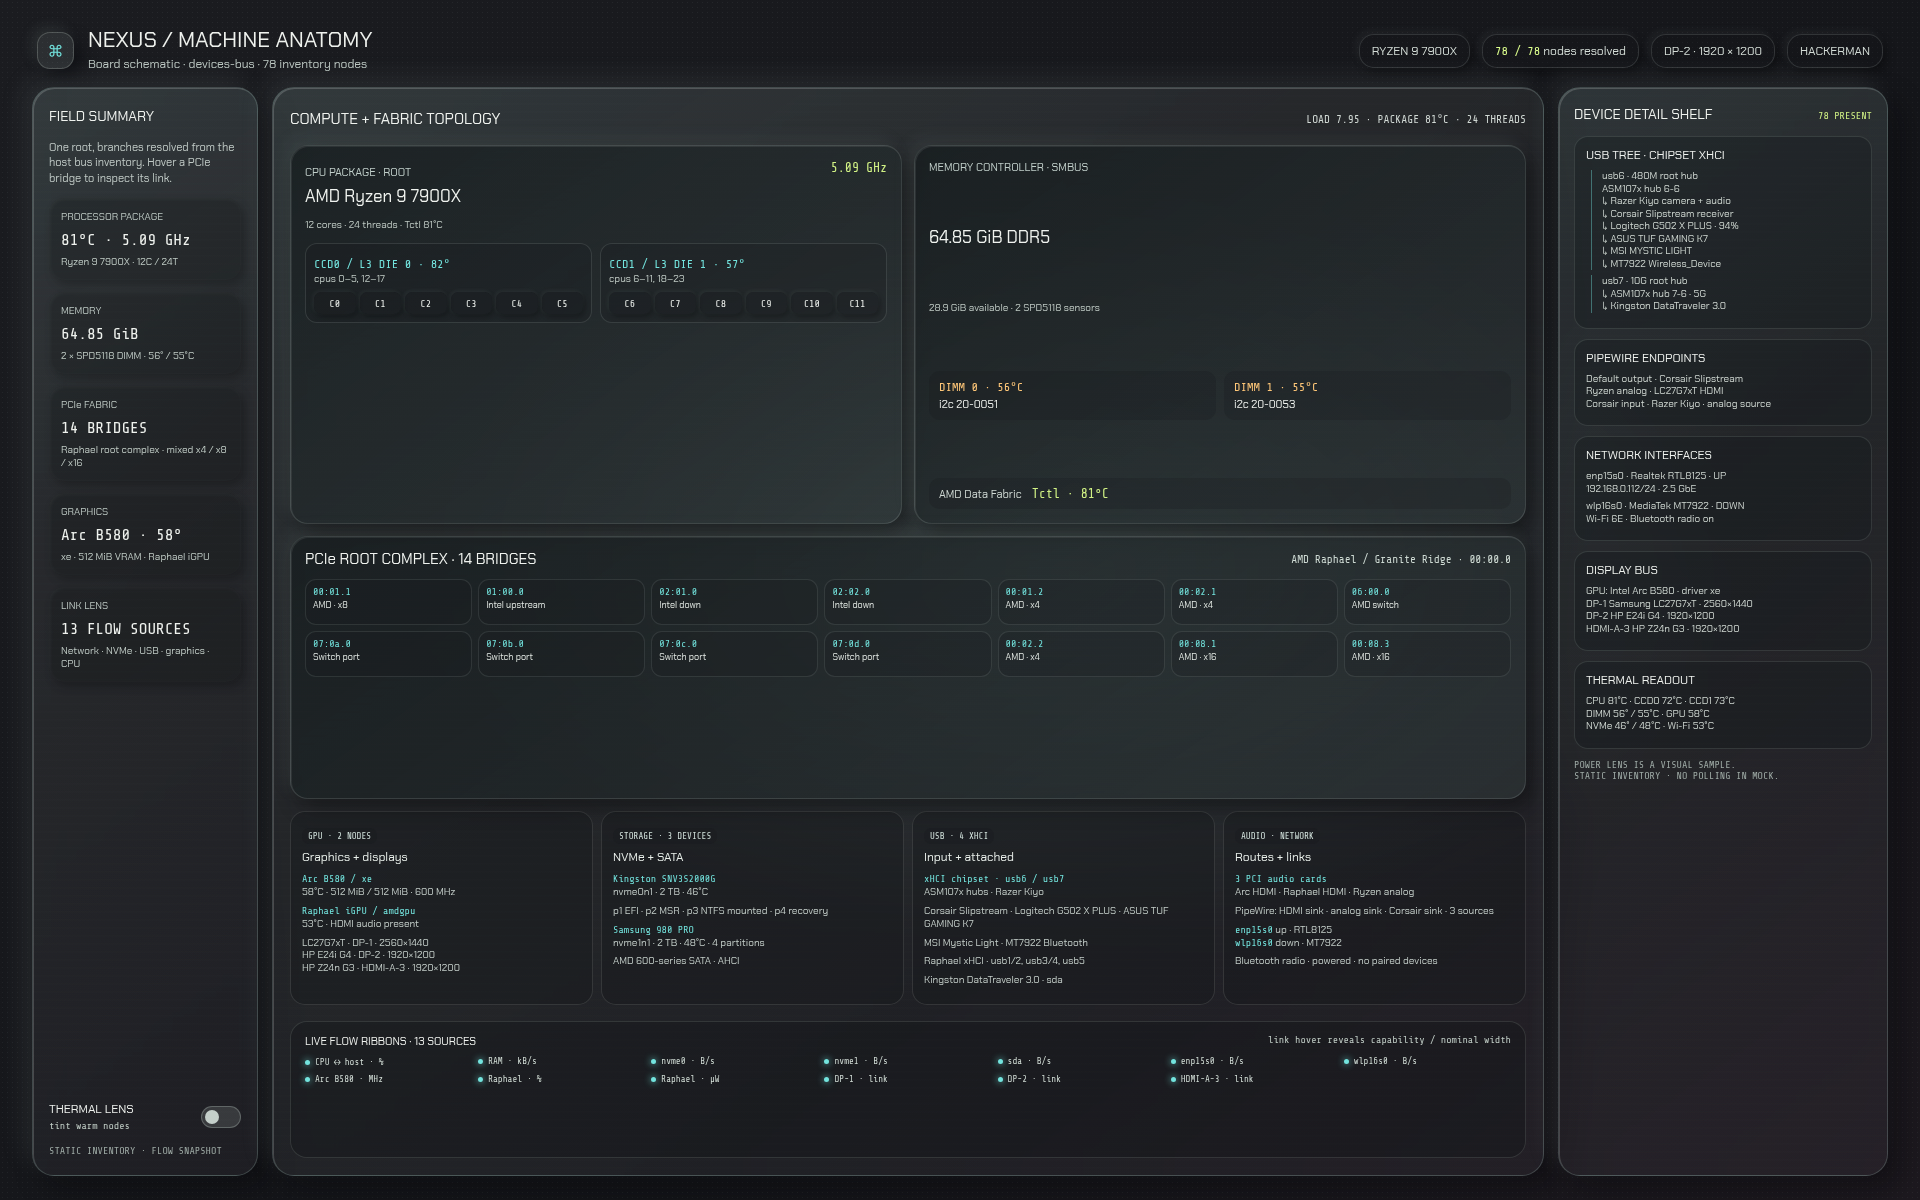 ⌘
NEXUS / MACHINE ANATOMY
Board schematic · devices-bus · 78 inventory nodes
RYZEN 9 7900X
78 / 78 nodes resolved
DP-2 · 1920 × 1200
HACKERMAN
FIELD SUMMARY
One root, branches resolved from the
host bus inventory. Hover a PCIe
bridge to inspect its link.
PROCESSOR PACKAGE
81°C · 5.09 GHz
Ryzen 9 7900X · 12C / 24T
MEMORY
64.85 GiB
2 × SPD5118 DIMM · 56° / 55°C
PCIe FABRIC
14 BRIDGES
Raphael root complex · mixed x4 / x8
/ x16
GRAPHICS
Arc B580 · 58°
xe · 512 MiB VRAM · Raphael iGPU
LINK LENS
13 FLOW SOURCES
Network · NVMe · USB · graphics ·
CPU
THERMAL LENS
tint warm nodes
STATIC INVENTORY · FLOW SNAPSHOT
COMPUTE + FABRIC TOPOLOGY
LOAD 7.95 · PACKAGE 81°C · 24 THREADS
CPU PACKAGE · ROOT
5.09 GHz
AMD Ryzen 9 7900X
12 cores · 24 threads · Tctl 81°C
CCD0 / L3 DIE 0 · 82°
cpus 0–5, 12–17
C0 C1 C2 C3 C4 C5
CCD1 / L3 DIE 1 · 57°
cpus 6–11, 18–23
C6 C7 C8 C9 C10 C11
MEMORY CONTROLLER · SMBUS
64.85 GiB DDR5
28.9 GiB available · 2 SPD5118 sensors
DIMM 0 · 56°C
i2c 20-0051
DIMM 1 · 55°C
i2c 20-0053
AMD Data Fabric Tctl · 81°C
PCIe ROOT COMPLEX · 14 BRIDGES
AMD Raphael / Granite Ridge · 00:00.0
00:01.1
AMD · x8
01:00.0
Intel upstream
02:01.0
Intel down
02:02.0
Intel down
00:01.2
AMD · x4
00:02.1
AMD · x4
06:00.0
AMD switch
07:0a.0
Switch port
07:0b.0
Switch port
07:0c.0
Switch port
07:0d.0
Switch port
00:02.2
AMD · x4
00:08.1
AMD · x16
00:08.3
AMD · x16
GPU · 2 NODES
Graphics + displays
Arc B580 / xe
58°C · 512 MiB / 512 MiB · 600 MHz
Raphael iGPU / amdgpu
53°C · HDMI audio present
LC27G7xT · DP-1 · 2560×1440
HP E24i G4 · DP-2 · 1920×1200
HP Z24n G3 · HDMI-A-3 · 1920×1200
STORAGE · 3 DEVICES
NVMe + SATA
Kingston SNV3S2000G
nvme0n1 · 2 TB · 46°C
p1 EFI · p2 MSR · p3 NTFS mounted · p4 recovery
Samsung 980 PRO
nvme1n1 · 2 TB · 48°C · 4 partitions
AMD 600-series SATA · AHCI
USB · 4 XHCI
Input + attached
xHCI chipset · usb6 / usb7
ASM107x hubs · Razer Kiyo
Corsair Slipstream · Logitech G502 X PLUS · ASUS TUF
GAMING K7
MSI Mystic Light · MT7922 Bluetooth
Raphael xHCI · usb1/2, usb3/4, usb5
Kingston DataTraveler 3.0 · sda
AUDIO · NETWORK
Routes + links
3 PCI audio cards
Arc HDMI · Raphael HDMI · Ryzen analog
PipeWire: HDMI sink · analog sink · Corsair sink · 3 sources
enp15s0 up · RTL8125
wlp16s0 down · MT7922
Bluetooth radio · powered · no paired devices
LIVE FLOW RIBBONS · 13 SOURCES
link hover reveals capability / nominal width
CPU ↔ host · %
RAM · kB/s
nvme0 · B/s
nvme1 · B/s
sda · B/s
enp15s0 · B/s
wlp16s0 · B/s
Arc B580 · MHz
Raphael · %
Raphael · µW
DP-1 · link
DP-2 · link
HDMI-A-3 · link
DEVICE DETAIL SHELF
78 PRESENT
USB TREE · CHIPSET XHCI
usb6 · 480M root hub
ASM107x hub 6-6
↳ Razer Kiyo camera + audio
↳ Corsair Slipstream receiver
↳ Logitech G502 X PLUS · 94%
↳ ASUS TUF GAMING K7
↳ MSI MYSTIC LIGHT
↳ MT7922 Wireless_Device
usb7 · 10G root hub
↳ ASM107x hub 7-6 · 5G
↳ Kingston DataTraveler 3.0
PIPEWIRE ENDPOINTS
Default output · Corsair Slipstream
Ryzen analog · LC27G7xT HDMI
Corsair input · Razer Kiyo · analog source
NETWORK INTERFACES
enp15s0 · Realtek RTL8125 · UP
192.168.0.112/24 · 2.5 GbE
wlp16s0 · MediaTek MT7922 · DOWN
Wi-Fi 6E · Bluetooth radio on
DISPLAY BUS
GPU: Intel Arc B580 · driver xe
DP-1 Samsung LC27G7xT · 2560×1440
DP-2 HP E24i G4 · 1920×1200
HDMI-A-3 HP Z24n G3 · 1920×1200
THERMAL READOUT
CPU 81°C · CCD0 72°C · CCD1 73°C
DIMM 56° / 55°C · GPU 58°C
NVMe 46° / 48°C · Wi-Fi 53°C
POWER LENS IS A VISUAL SAMPLE.
STATIC INVENTORY · NO POLLING IN MOCK.